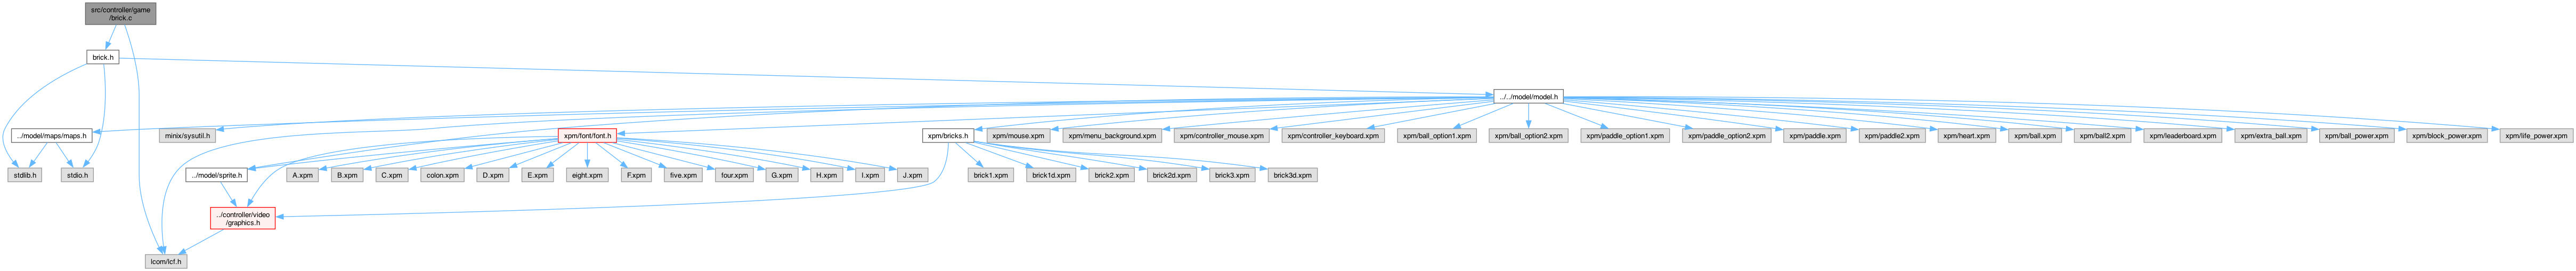 src/controller/game
/brick.c
brick.h
../../model/model.h
../model/maps/maps.h
minix/sysutil.h
xpm/font/font.h
xpm/bricks.h
xpm/mouse.xpm
xpm/menu_background.xpm
xpm/controller_mouse.xpm
xpm/controller_keyboard.xpm
xpm/ball_option1.xpm
xpm/ball_option2.xpm
xpm/paddle_option1.xpm
xpm/paddle_option2.xpm
xpm/paddle.xpm
xpm/paddle2.xpm
xpm/heart.xpm
xpm/ball.xpm
xpm/ball2.xpm
xpm/leaderboard.xpm
xpm/extra_ball.xpm
xpm/ball_power.xpm
xpm/block_power.xpm
xpm/life_power.xpm
stdlib.h
stdio.h
../model/sprite.h
A.xpm
B.xpm
C.xpm
colon.xpm
D.xpm
E.xpm
eight.xpm
F.xpm
five.xpm
four.xpm
G.xpm
H.xpm
I.xpm
J.xpm
brick1.xpm
brick1d.xpm
brick2.xpm
brick2d.xpm
brick3.xpm
brick3d.xpm
../controller/video
/graphics.h
lcom/lcf.h